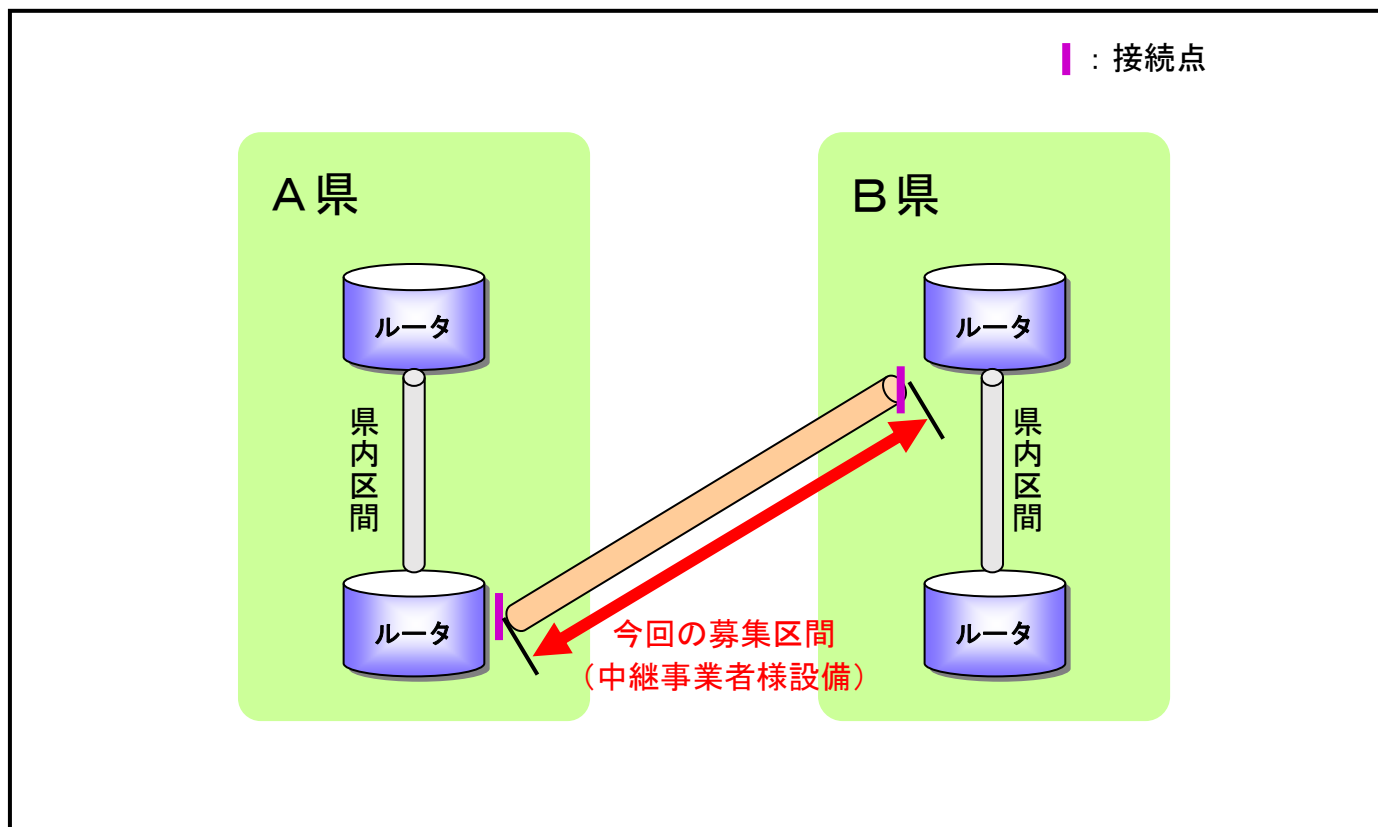 ：接続点
Ａ県
Ｂ県
ルータ
ルータ
県内区間
県内区間
ルータ
ルータ
今回の募集区間
（中継事業者様設備）